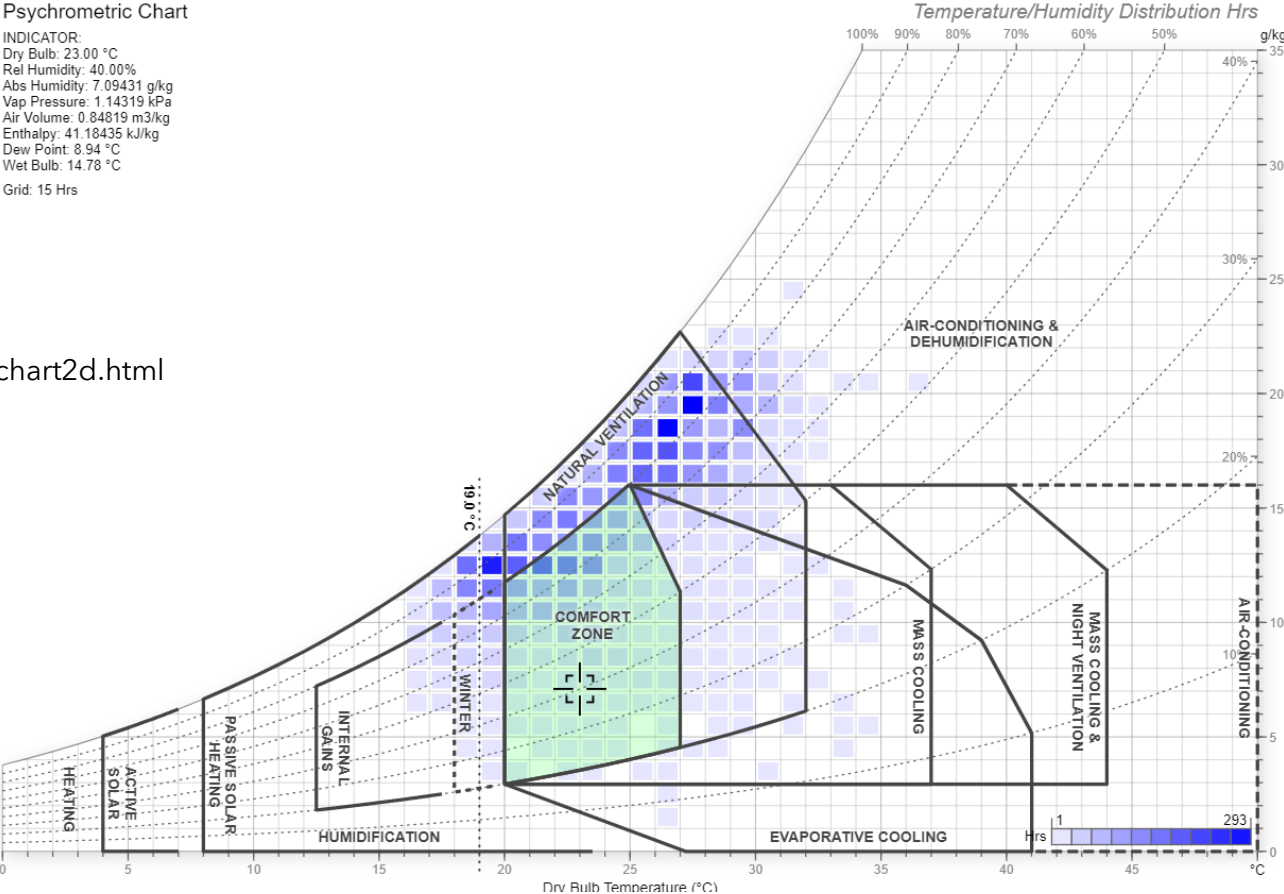 Psychrometric Chart
Temperature/Humidity Distribution Hrs
INDICATOR:
Dry Bulb: 23.00 °C
Rel Humidity: 40.00%
Abs Humidity: 7.09431 g/kg
Vap Pressure: 1.14319 kPa
Air Volume: 0.84819 m3/kg
Enthalpy: 41.18435 kJ/kg
Dew Point: 8.94 °C
Wet Bulb: 14.78 °C
Grid: 15 Hrs
100% 90% 80% 70% 60% 50%
g/kg
35
40%
30
30%
25
20
20%
15
10
10%
5
0
chart2d.html
AIR-CONDITIONING &
DEHUMIDIFICATION
NATURAL VENTILATION
19.0 °C
COMFORT
ZONE
WINTER
INTERNAL
GAINS
PASSIVE SOLAR
HEATING
ACTIVE
SOLAR
HEATING
MASS COOLING
MASS COOLING &
NIGHT VENTILATION
AIR-CONDITIONING
HUMIDIFICATION
EVAPORATIVE COOLING
Hrs
1
293
0 5 10 15 20 25 30 35 40 45 °C
Dry Bulb Temperature (°C)